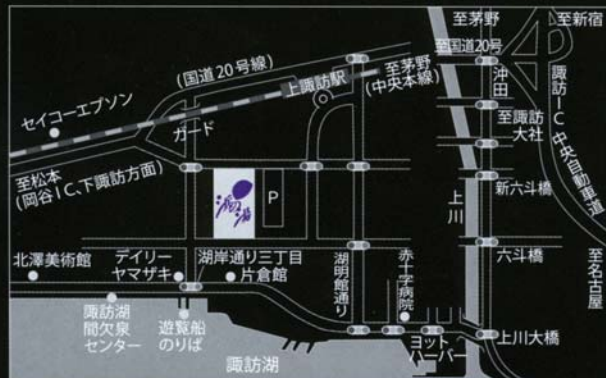 至茅野
至新宿
至国道20号
(国道20号線)
上諏訪駅
至茅野
(中央本線)
沖田
諏訪IC
中央自動車道
セイコーエプソン
ガード
至諏訪
大社
至松本
(岡谷IC、下諏訪方面)
P
上川
新六斗橋
北澤美術館
デイリー
ヤマザキ
湖岸通り三丁目
片倉館
湖明館通り
赤十字病院
六斗橋
至名古屋
諏訪湖
間欠泉
センター
遊覧船
のりば
諏訪湖
ヨット
ハーバー
上川大橋